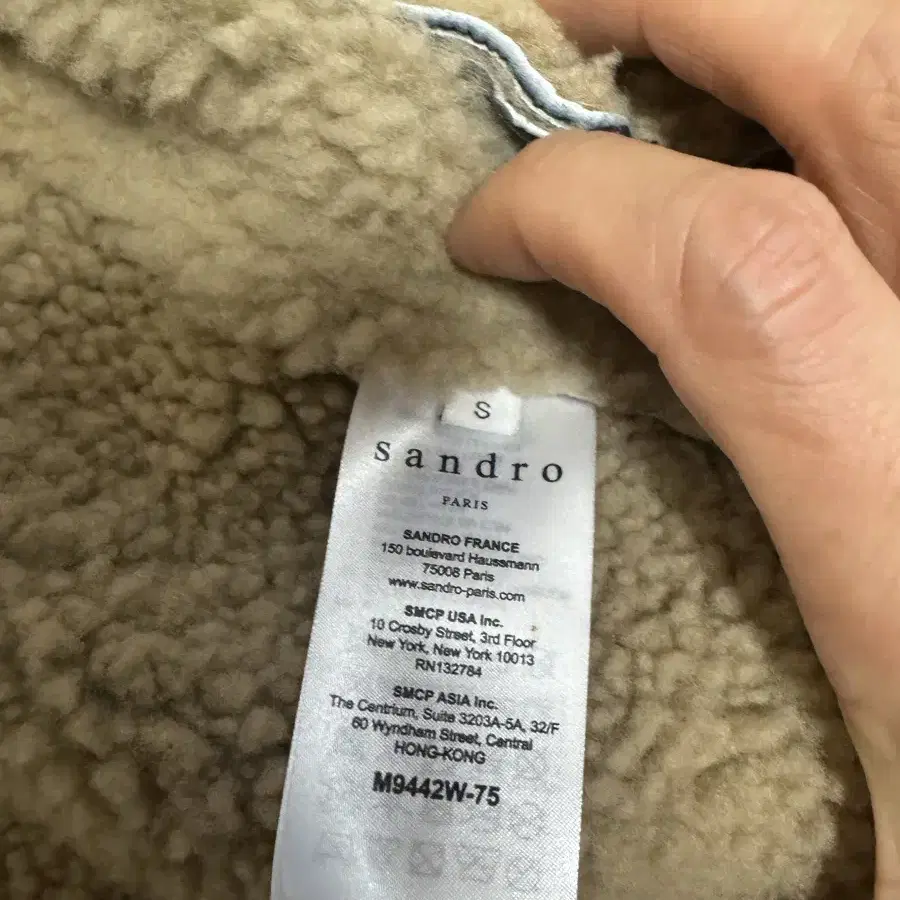 S
sandro
PARIS
SANDRO FRANCE
150 boulevard Haussmann
75008 Paris
www.sandro-paris.com
SMCP USA Inc.
10 Crosby Street, 3rd Floor
New York, New York 10013
RN132784
SMCP ASIA Inc.
The Centrium, Suite 3203A-5A, 32/F
60 Wyndham Street, Central
HONG-KONG
M9442W-75